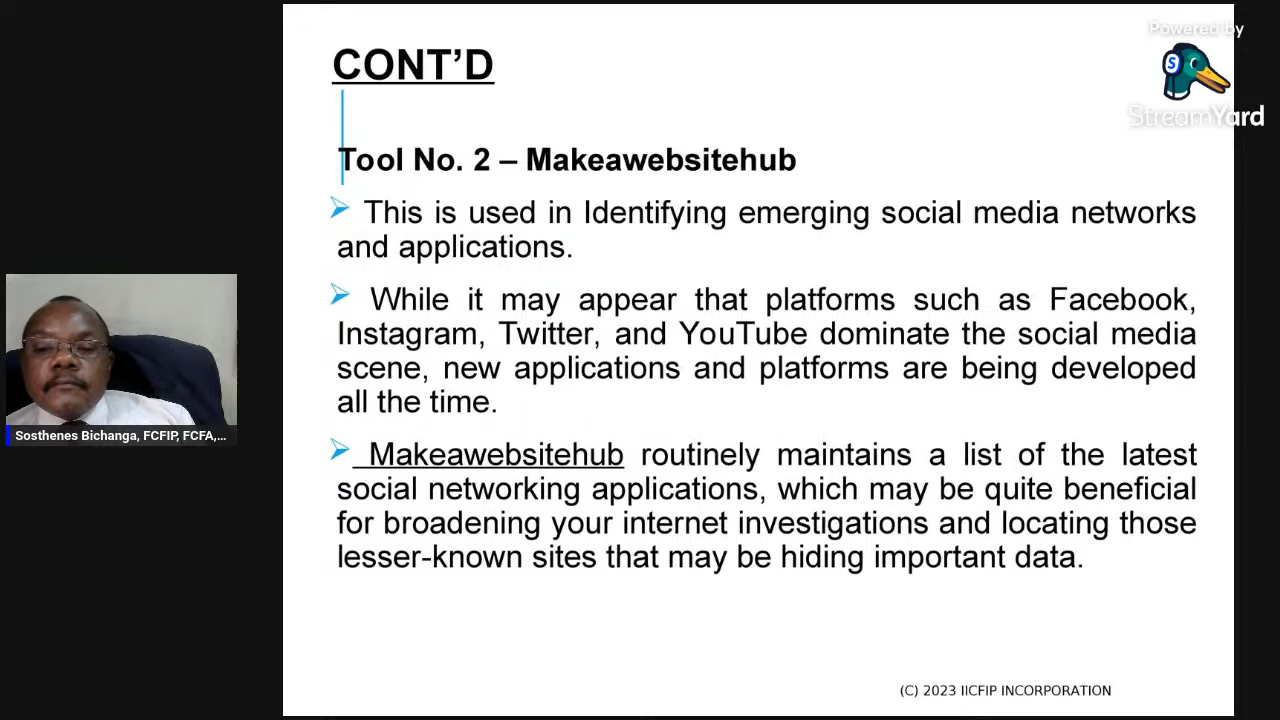 Powered by
StreamYard
CONT’D
Tool No. 2 – Makeawebsitehub
This is used in Identifying emerging social media networks
and applications.
While it may appear that platforms such as Facebook,
Instagram, Twitter, and YouTube dominate the social media
scene, new applications and platforms are being developed
all the time.
Makeawebsitehub routinely maintains a list of the latest
social networking applications, which may be quite beneficial
for broadening your internet investigations and locating those
lesser-known sites that may be hiding important data.
Sosthenes Bichanga, FCFIP, FCFA,...
(C) 2023 IICFIP INCORPORATION